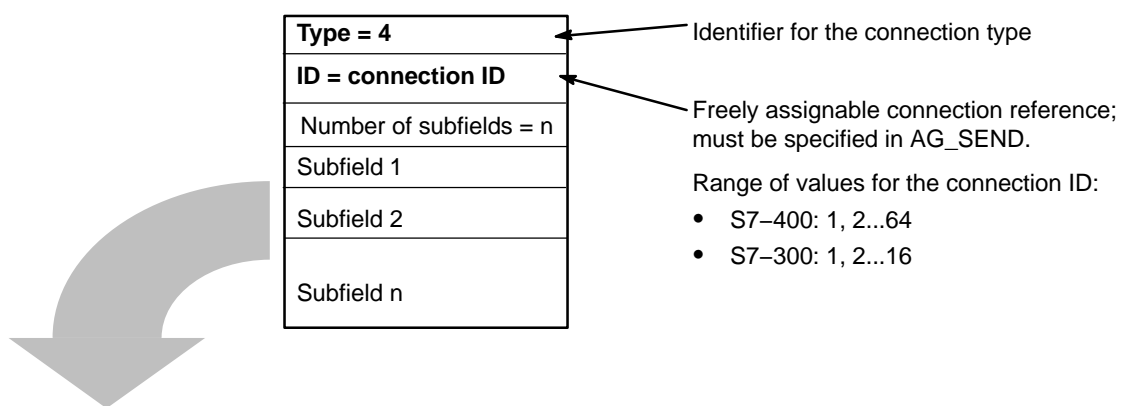 Type = 4
Identifier for the connection type
ID = connection ID
Freely assignable connection reference;
must be specified in AG_SEND.
Number of subfields = n
Subfield 1
Range of values for the connection ID:
Subfield 2
• S7−400: 1, 2...64
• S7−300: 1, 2...16
Subfield n